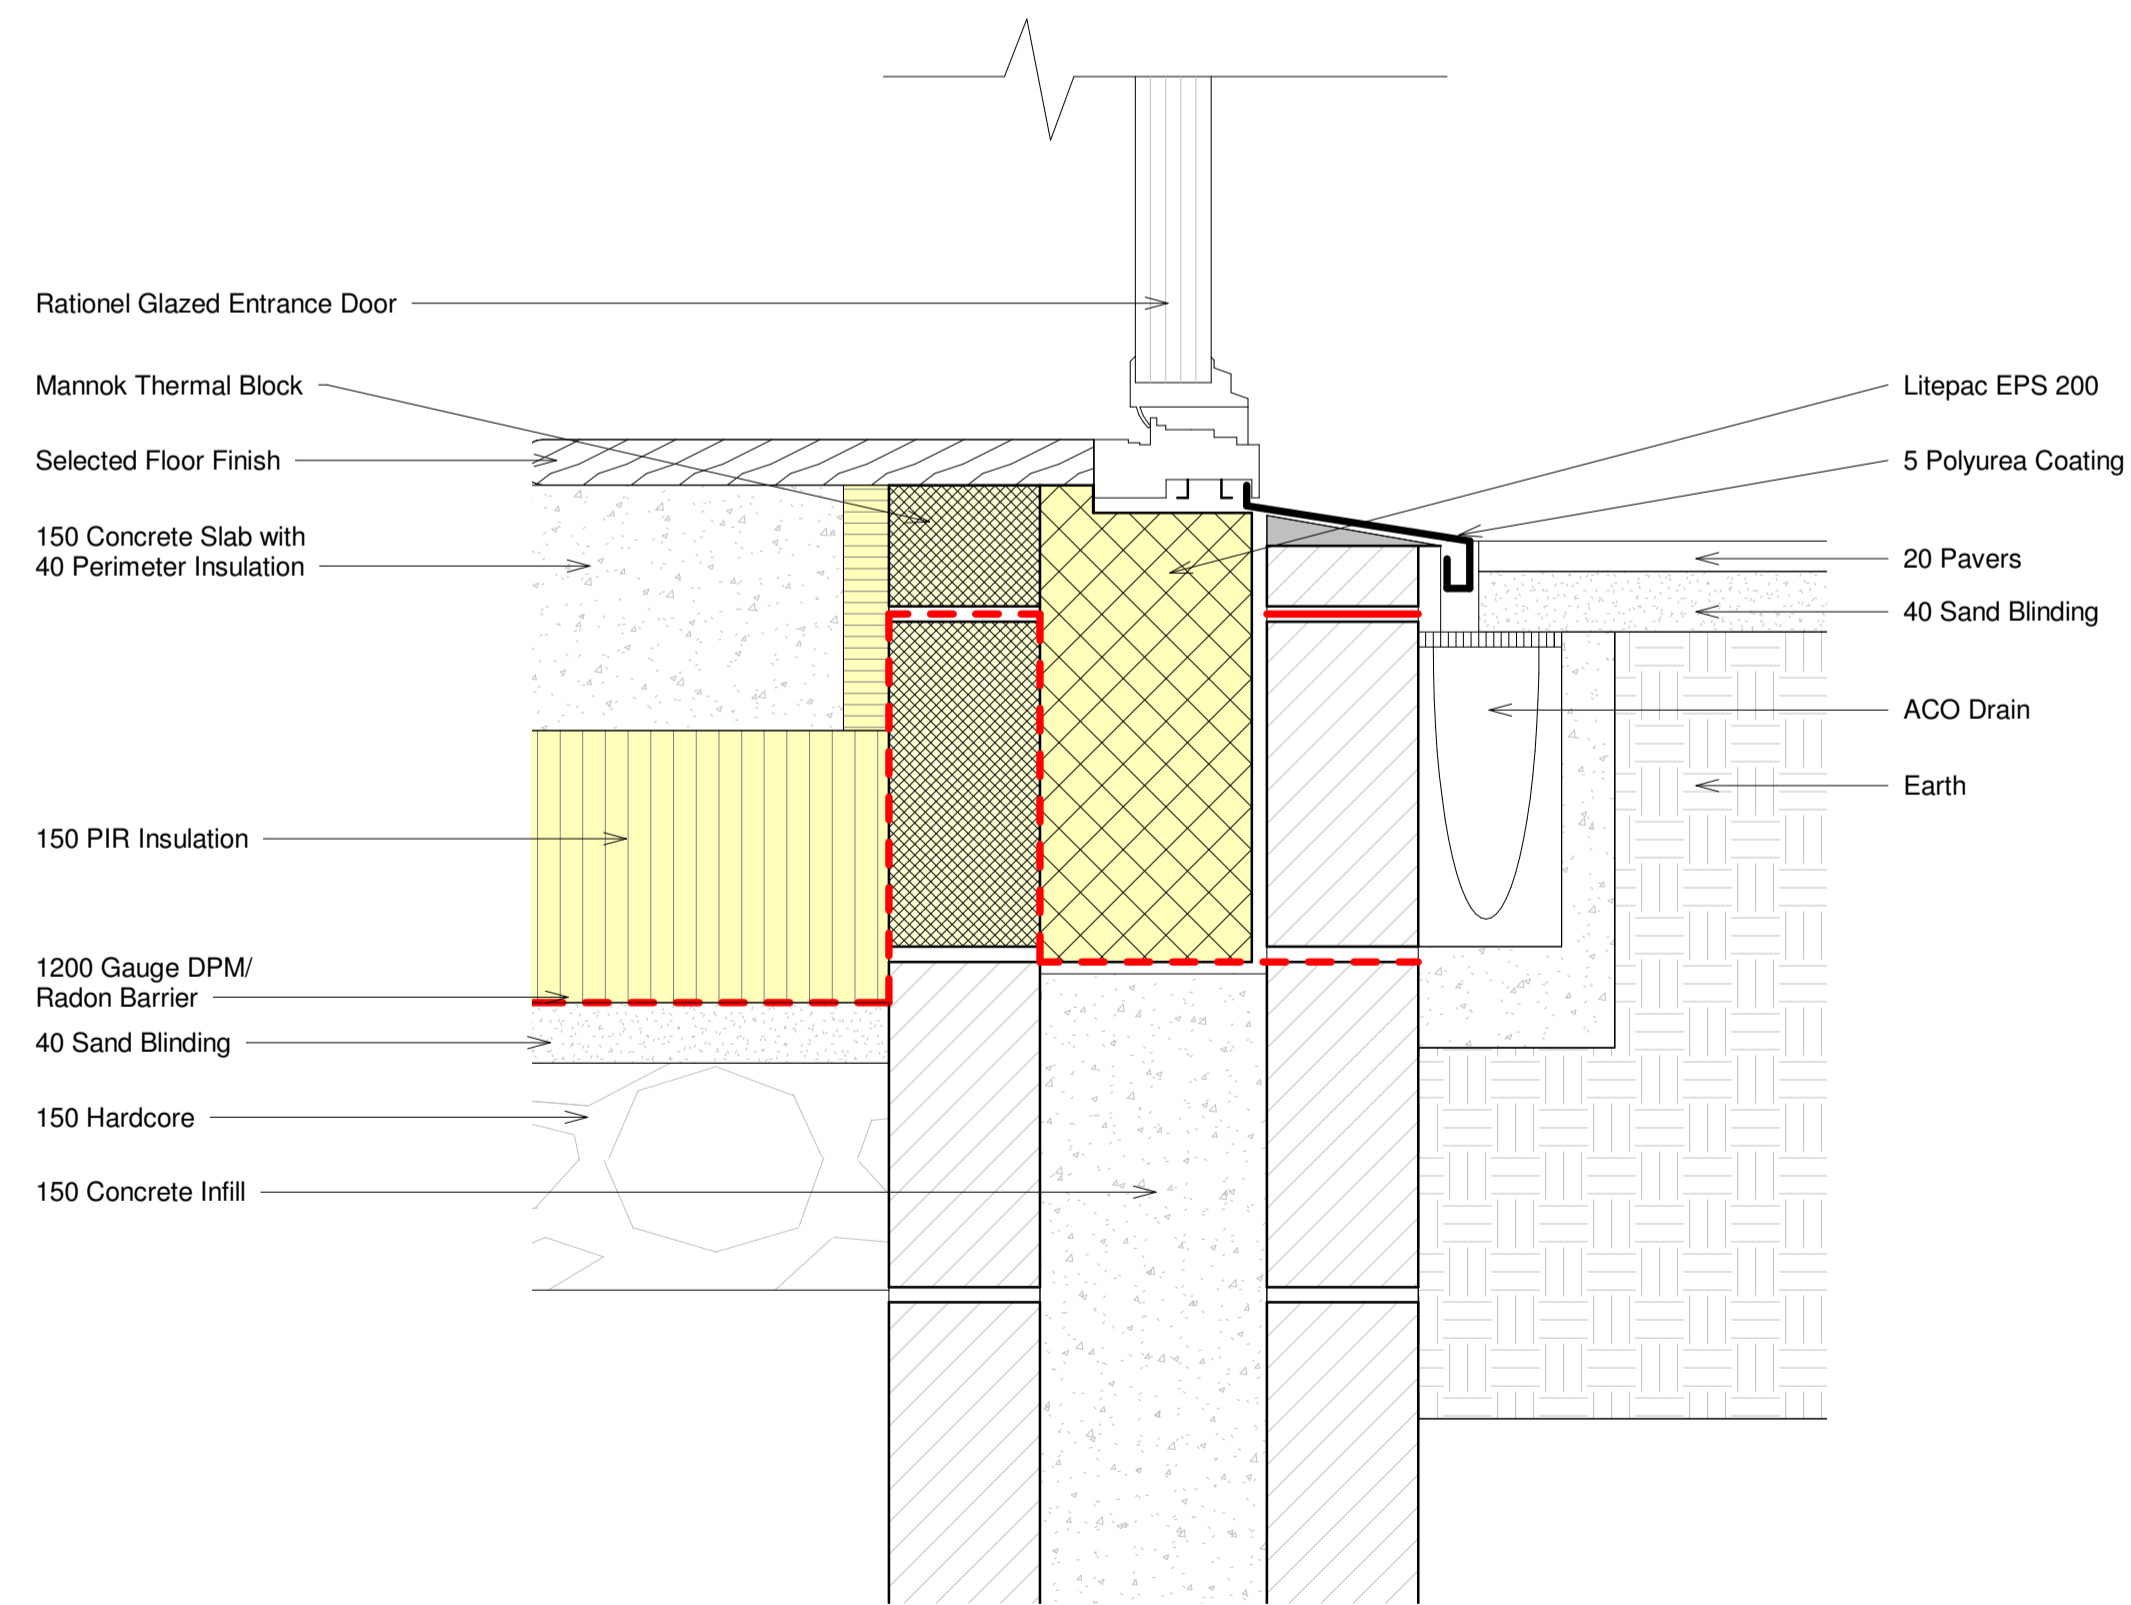 Rationel Glazed Entrance Door
Mannok Thermal Block
Selected Floor Finish
150 Concrete Slab with
40 Perimeter Insulation
150 PIR Insulation
1200 Gauge DPM/
Radon Barrier
40 Sand Blinding
150 Hardcore
150 Concrete Infill
Litepac EPS 200
5 Polyurea Coating
20 Pavers
40 Sand Blinding
ACO Drain
Earth